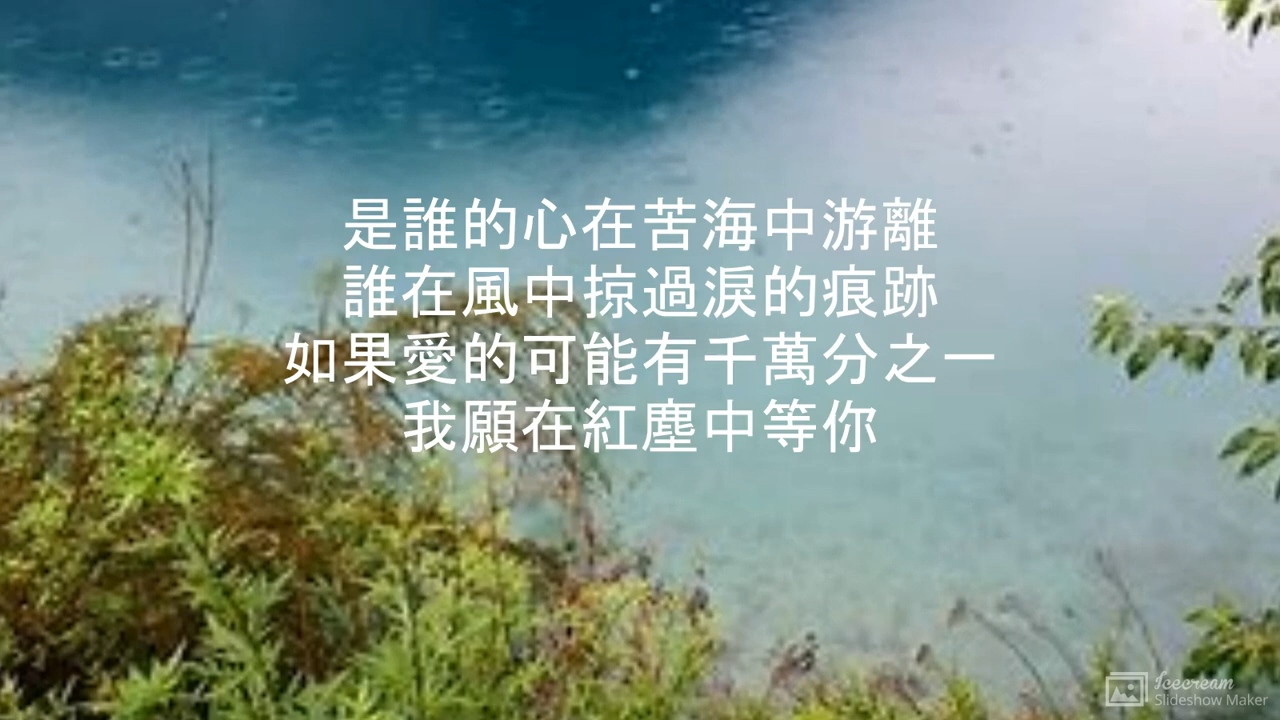 是誰的心在苦海中游離
誰在風中掠過淚的痕跡
如果愛的可能有千萬分之一
我願在紅塵中等你
Icecream
Slideshow Maker